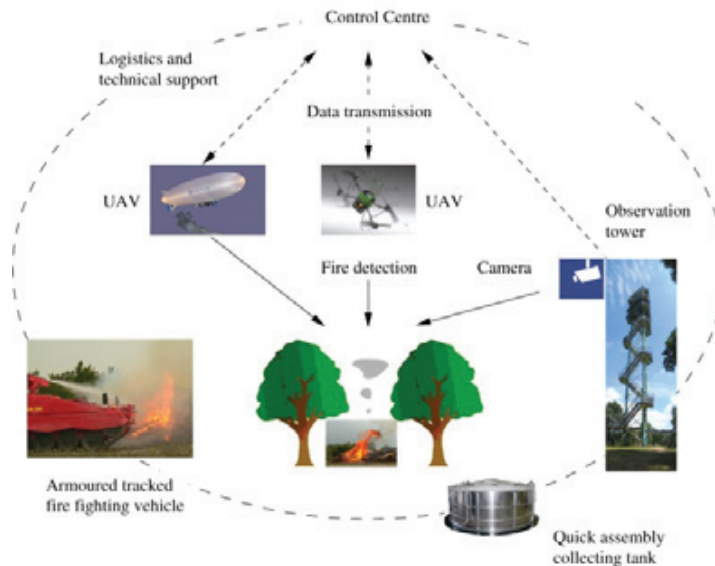 Control Centre
Logistics and
technical support
Data transmission
UAV
UAV
Observation
tower
Fire detection
Camera
Armoured tracked
fire fighting vehicle
Quick assembly
collecting tank